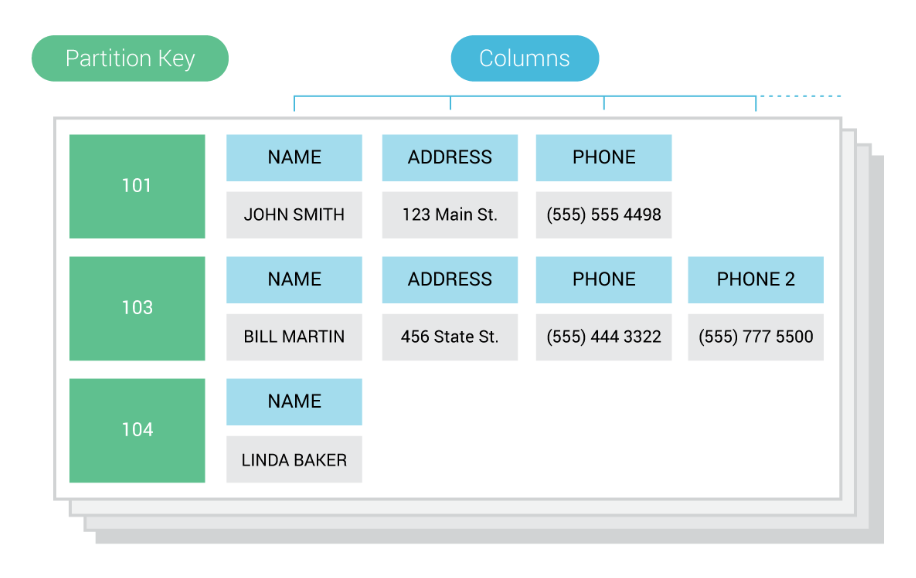 Partition Key
Columns
101
NAME
ADDRESS
PHONE
JOHN SMITH
123 Main St.
(555) 555 4498
103
NAME
ADDRESS
PHONE
PHONE 2
BILL MARTIN
456 State St.
(555) 444 3322
(555) 777 5500
104
NAME
LINDA BAKER